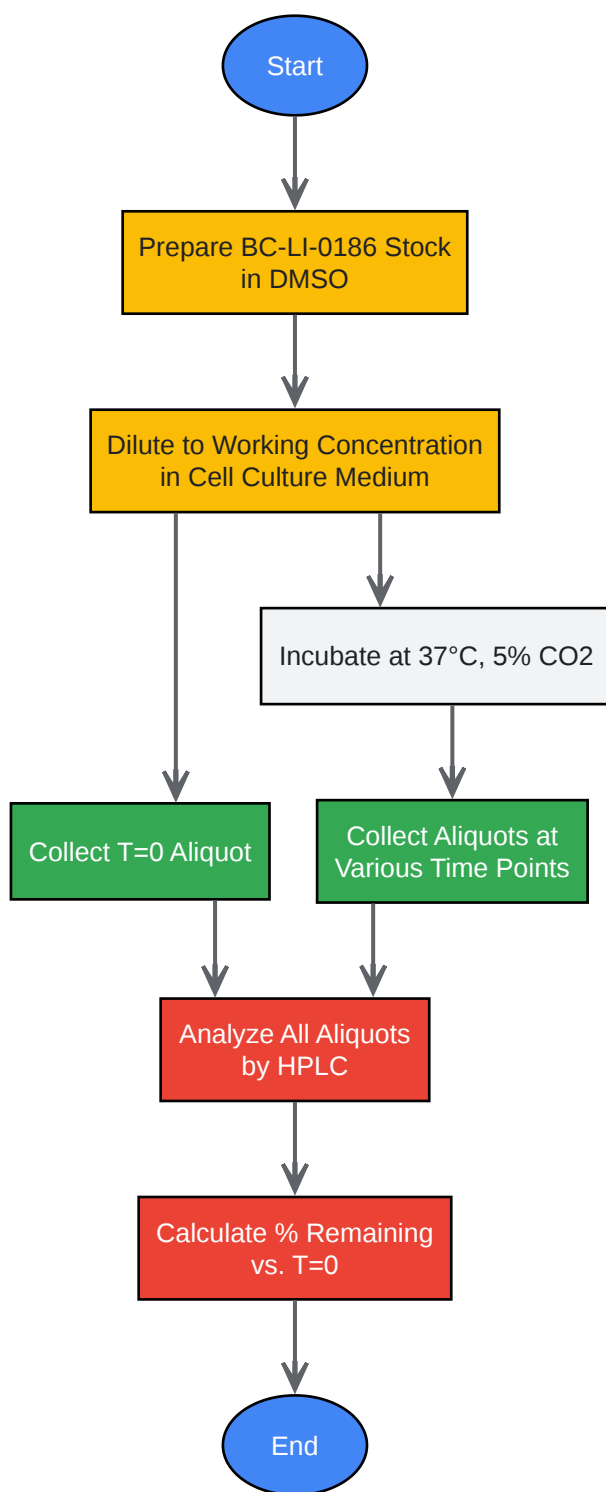 Start
Prepare BC-LI-0186 Stock
in DMSO
Dilute to Working Concentration
in Cell Culture Medium
Incubate at 37°C, 5% CO2
Collect T=0 Aliquot
Collect Aliquots at
Various Time Points
Analyze All Aliquots
by HPLC
Calculate % Remaining
vs. T=0
End